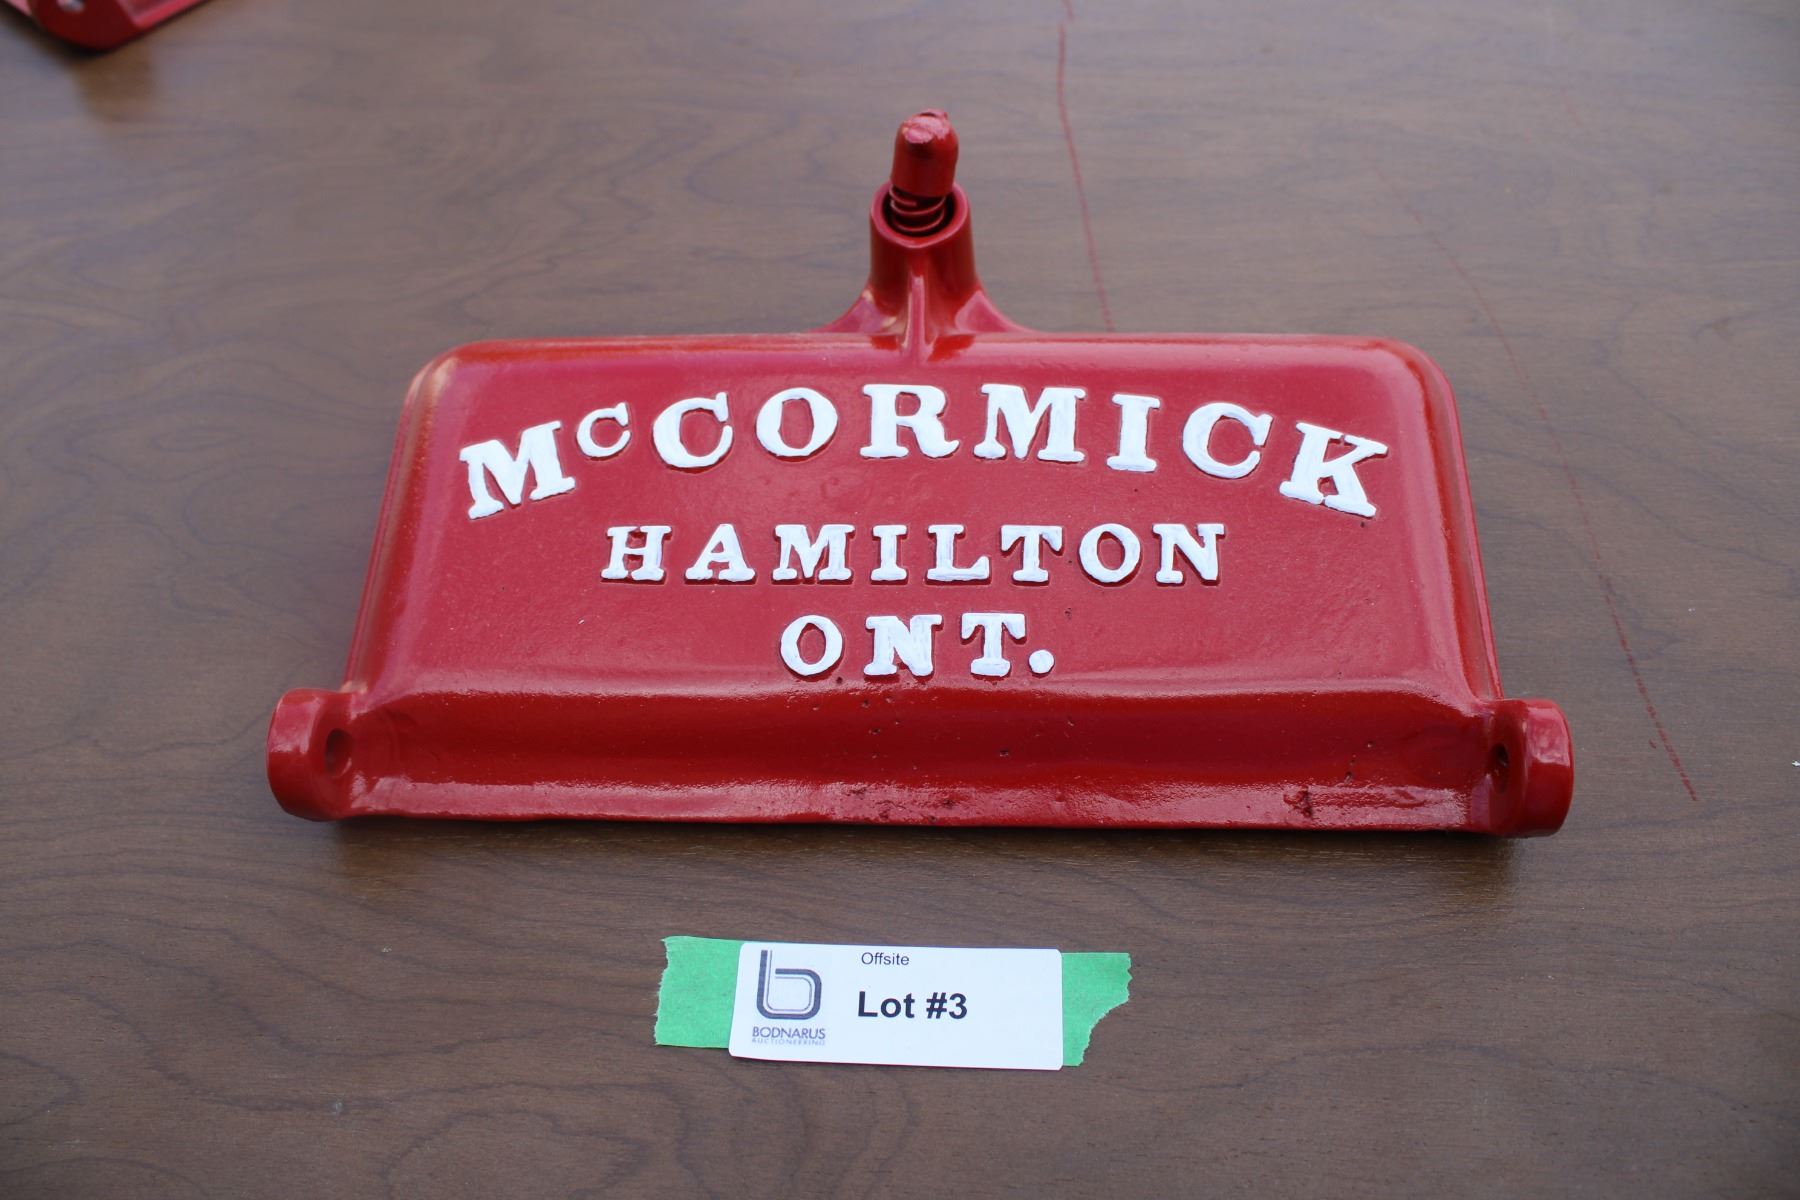 McCORMICK
HAMILTON
ONT.
Offsite
Lot #3
b
BODNARUS
AUCTIONEERING